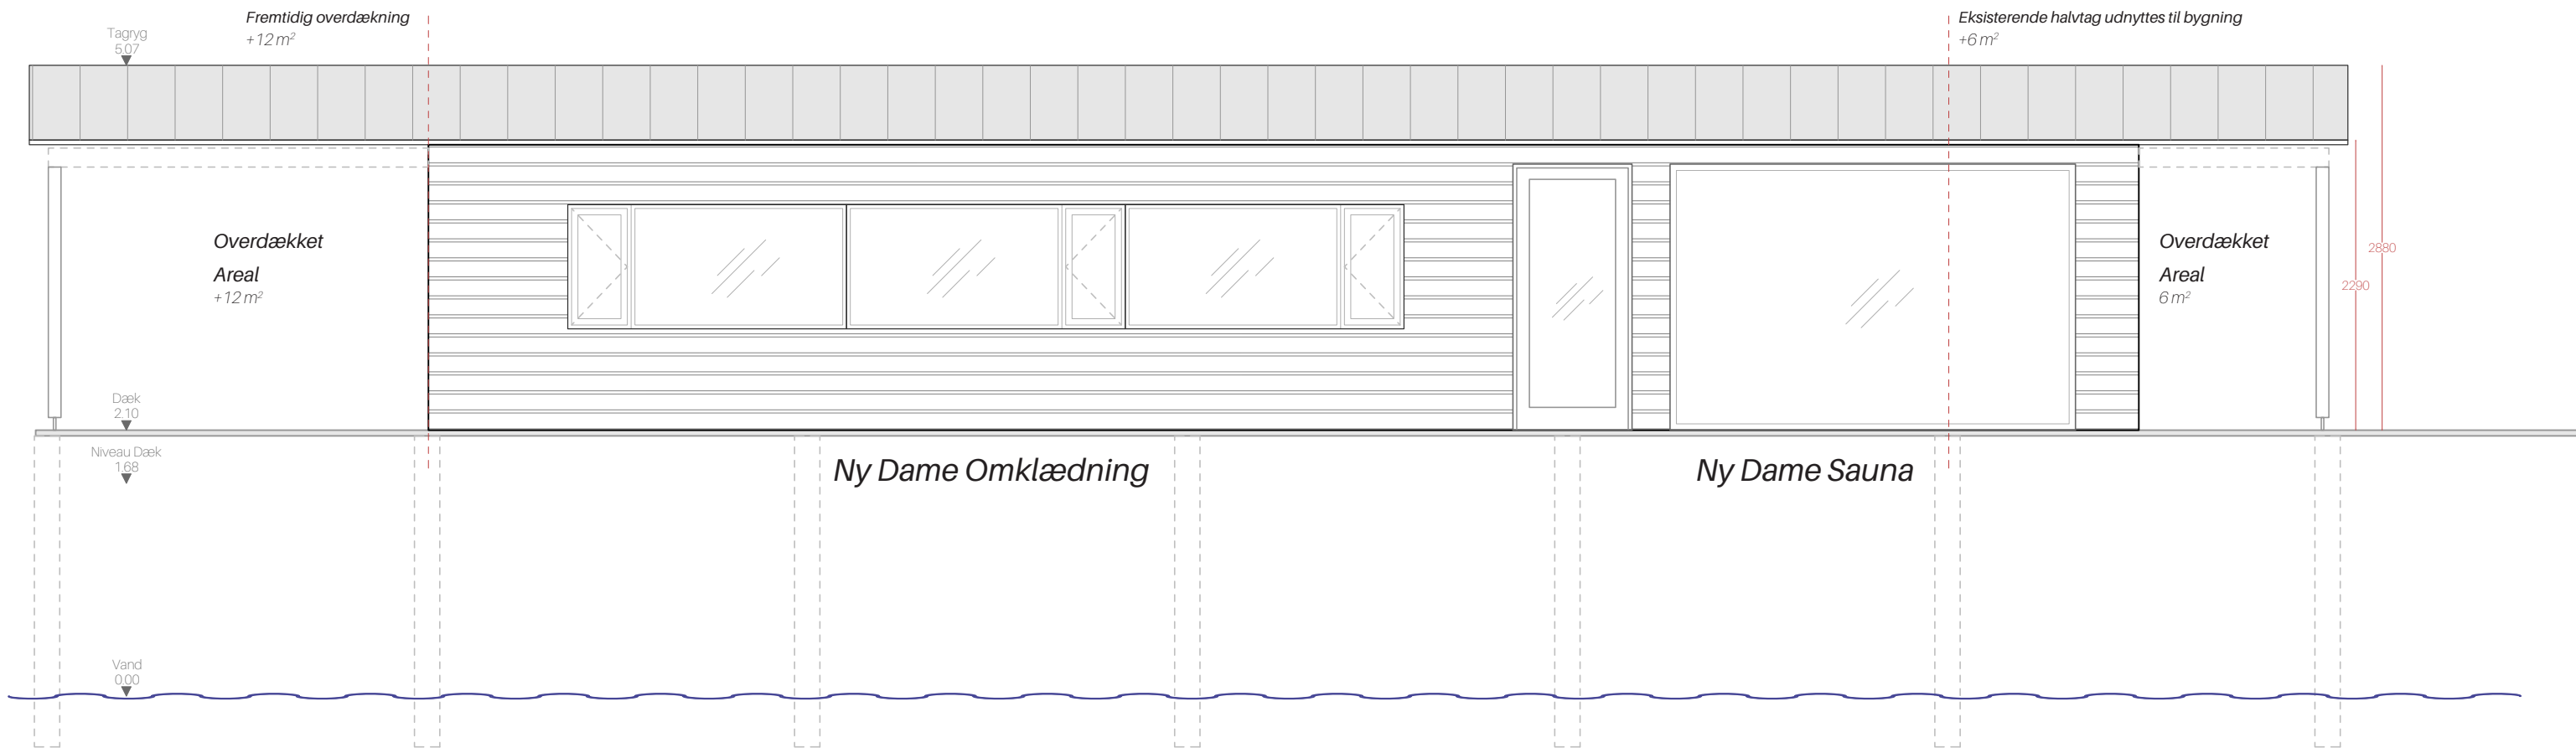 Fremtidig overdækning
+12 m²
Eksisterende halvtag udnyttes til bygning
+6 m²
Tagryg
5.07
Overdækket
Areal
+12 m²
Overdækket
Areal
6 m²
2880
2290
Dæk
2.10
Niveau Dæk
1.68
Ny Dame Omklædning
Ny Dame Sauna
Vand
0.00